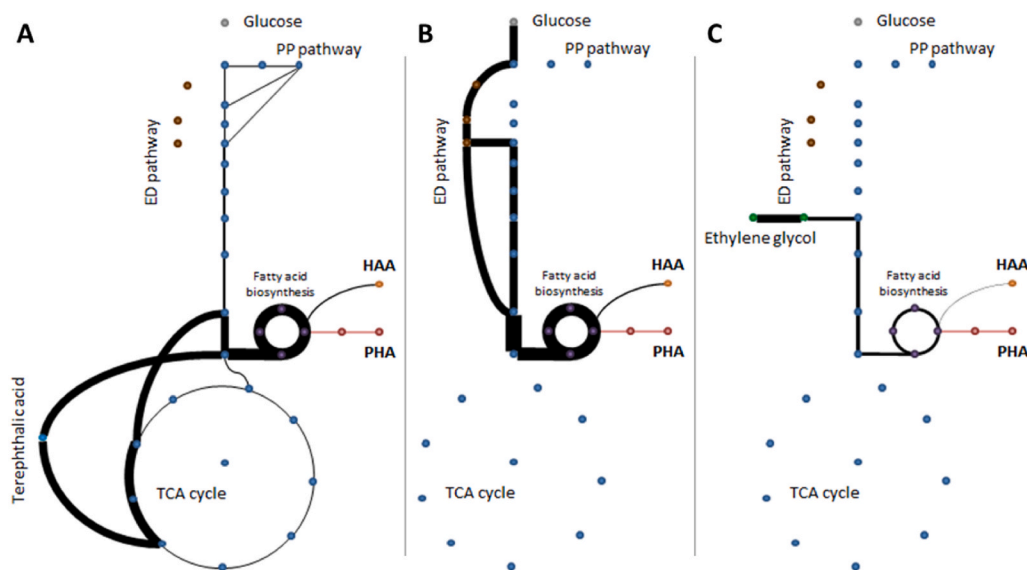 A
Glucose
PP pathway
ED pathway
Fatty acid
biosynthesis
HAA
PHA
Terephthalic acid
TCA cycle
B
Glucose
PP pathway
ED pathway
Fatty acid
biosynthesis
HAA
PHA
TCA cycle
C
PP pathway
ED pathway
Ethylene glycol
Fatty acid
biosynthesis
HAA
PHA
TCA cycle